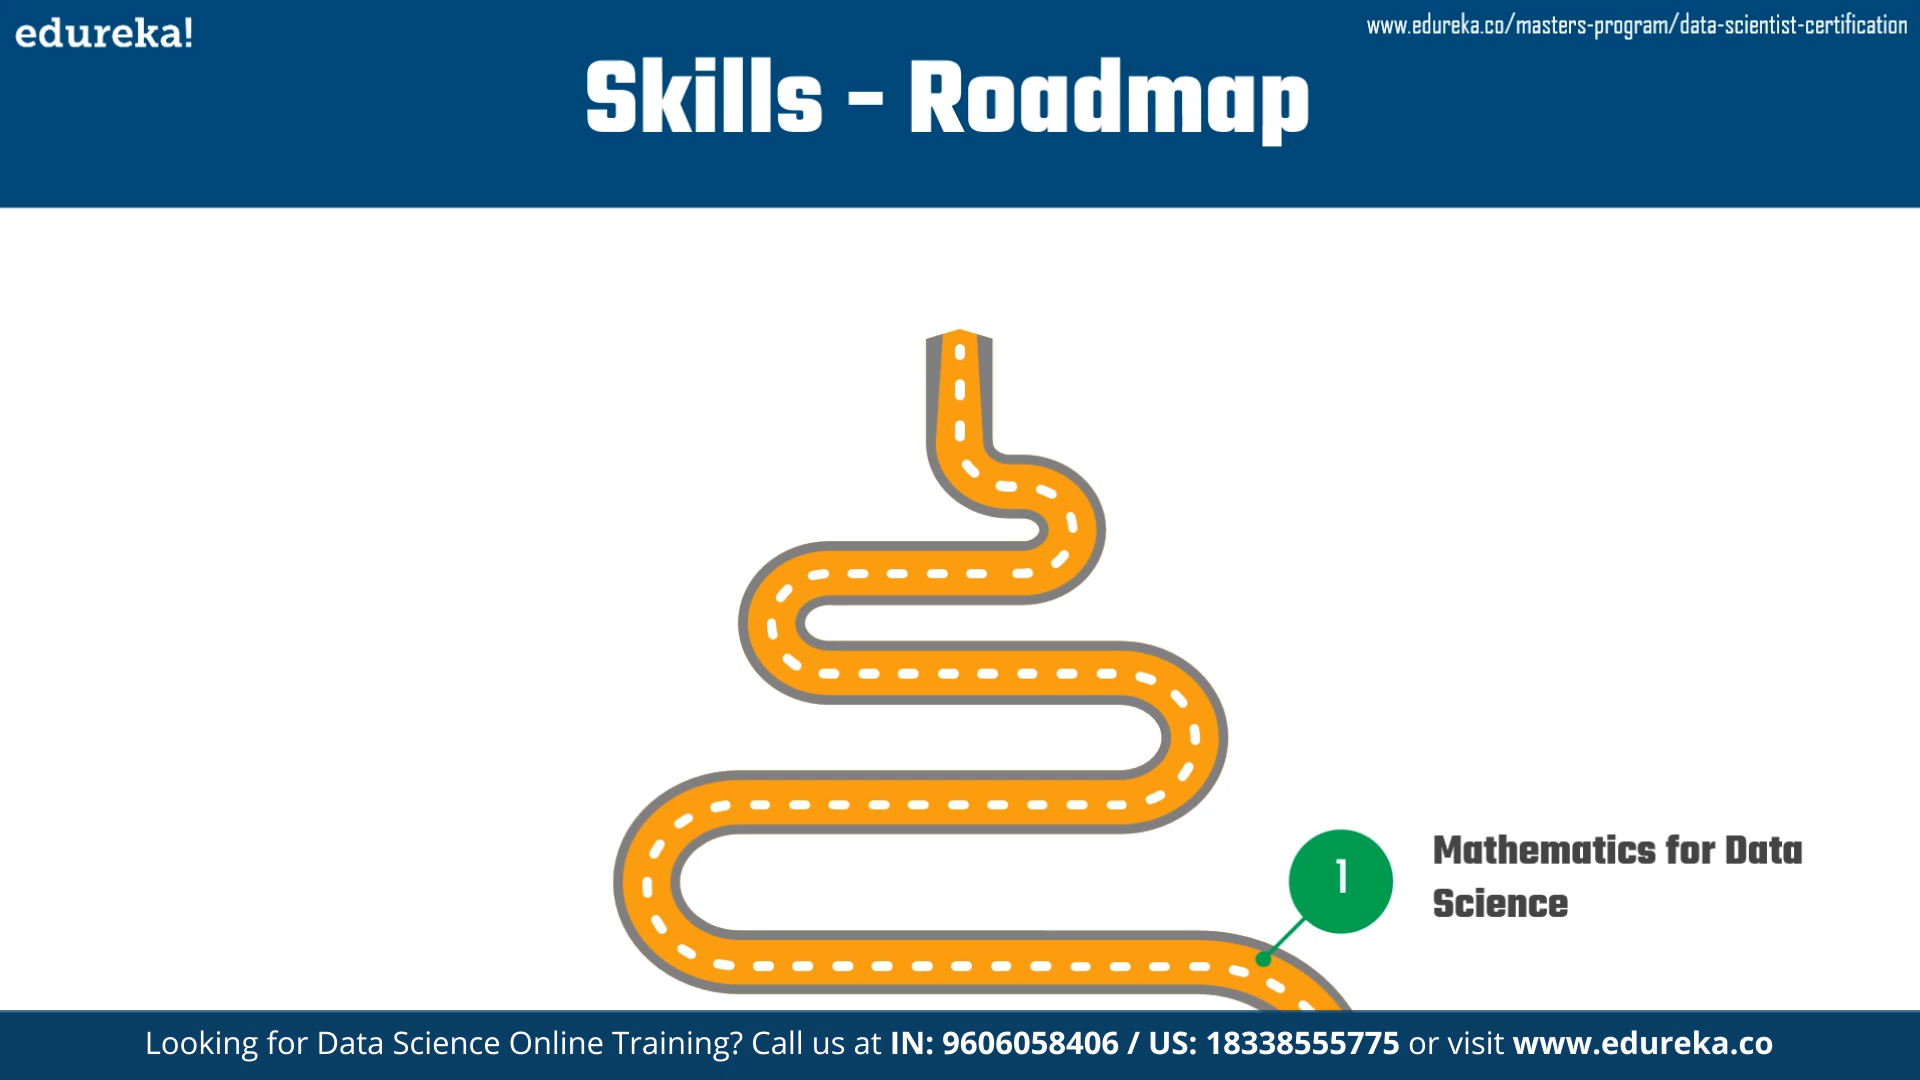 edureka!
www.edureka.co/masters-program/data-scientist-certification
Skills - Roadmap
1
Mathematics for Data
Science
Looking for Data Science Online Training? Call us at IN: 9606058406 / US: 18338555775 or visit www.edureka.co